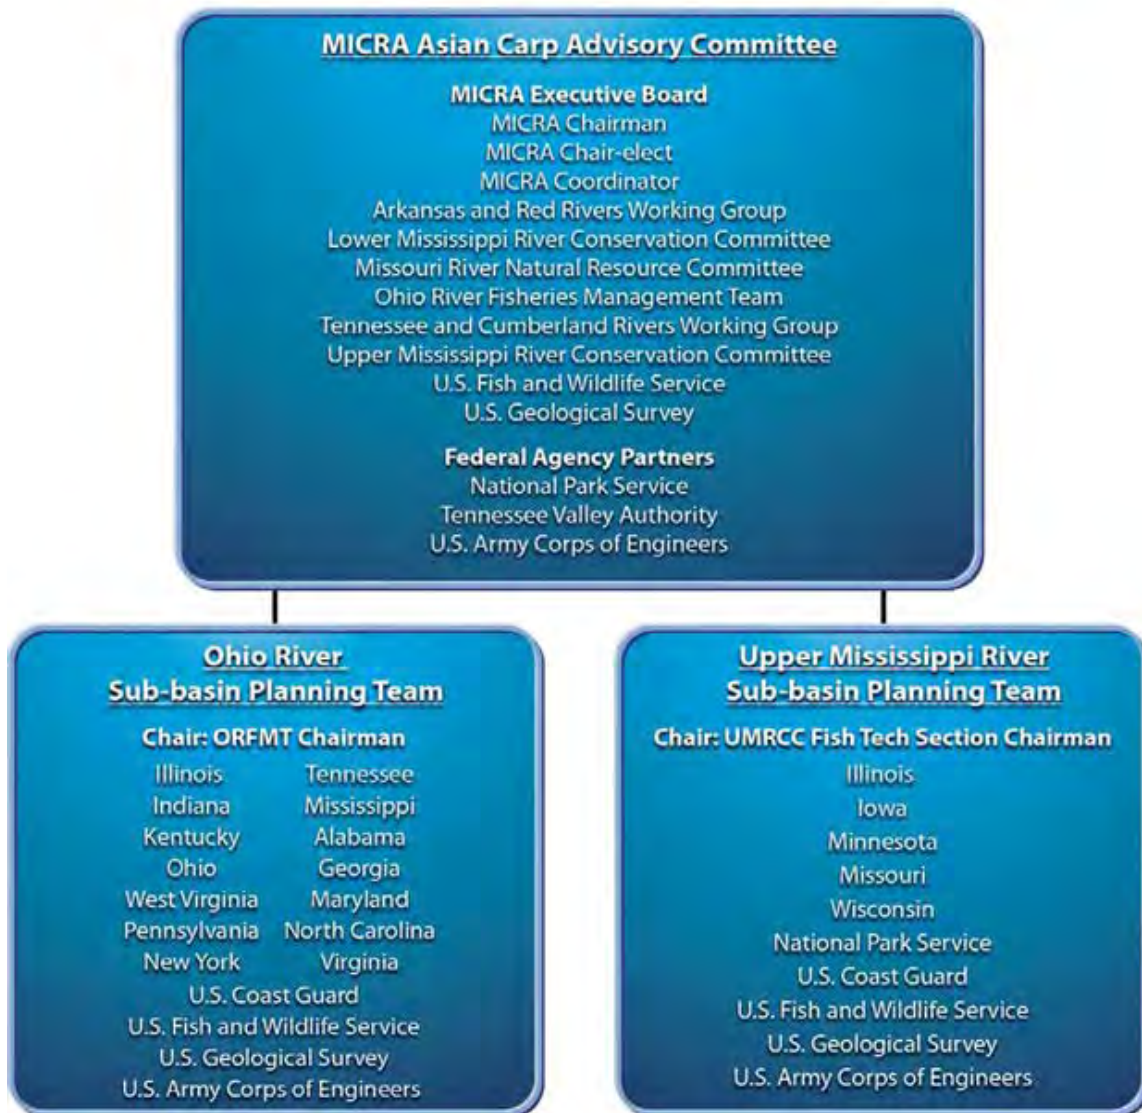 MICRA Asian Carp Advisory Committee
MICRA Executive Board
MICRA Chairman
MICRA Chair-elect
MICRA Coordinator
Arkansas and Red Rivers Working Group
Lower Mississippi River Conservation Committee
Missouri River Natural Resource Committee
Ohio River Fisheries Management Team
Tennessee and Cumberland Rivers Working Group
Upper Mississippi River Conservation Committee
U.S. Fish and Wildlife Service
U.S. Geological Survey
Federal Agency Partners
National Park Service
Tennessee Valley Authority
U.S. Army Corps of Engineers
Ohio River
Sub-basin Planning Team
Chair: ORFMT Chairman
Illinois Tennessee
Indiana Mississippi
Kentucky Alabama
Ohio Georgia
West Virginia Maryland
Pennsylvania North Carolina
New York Virginia
U.S. Coast Guard
U.S. Fish and Wildlife Service
U.S. Geological Survey
U.S. Army Corps of Engineers
Upper Mississippi River
Sub-basin Planning Team
Chair: UMRCC Fish Tech Section Chairman
Illinois
Iowa
Minnesota
Missouri
Wisconsin
National Park Service
U.S. Coast Guard
U.S. Fish and Wildlife Service
U.S. Geological Survey
U.S. Army Corps of Engineers